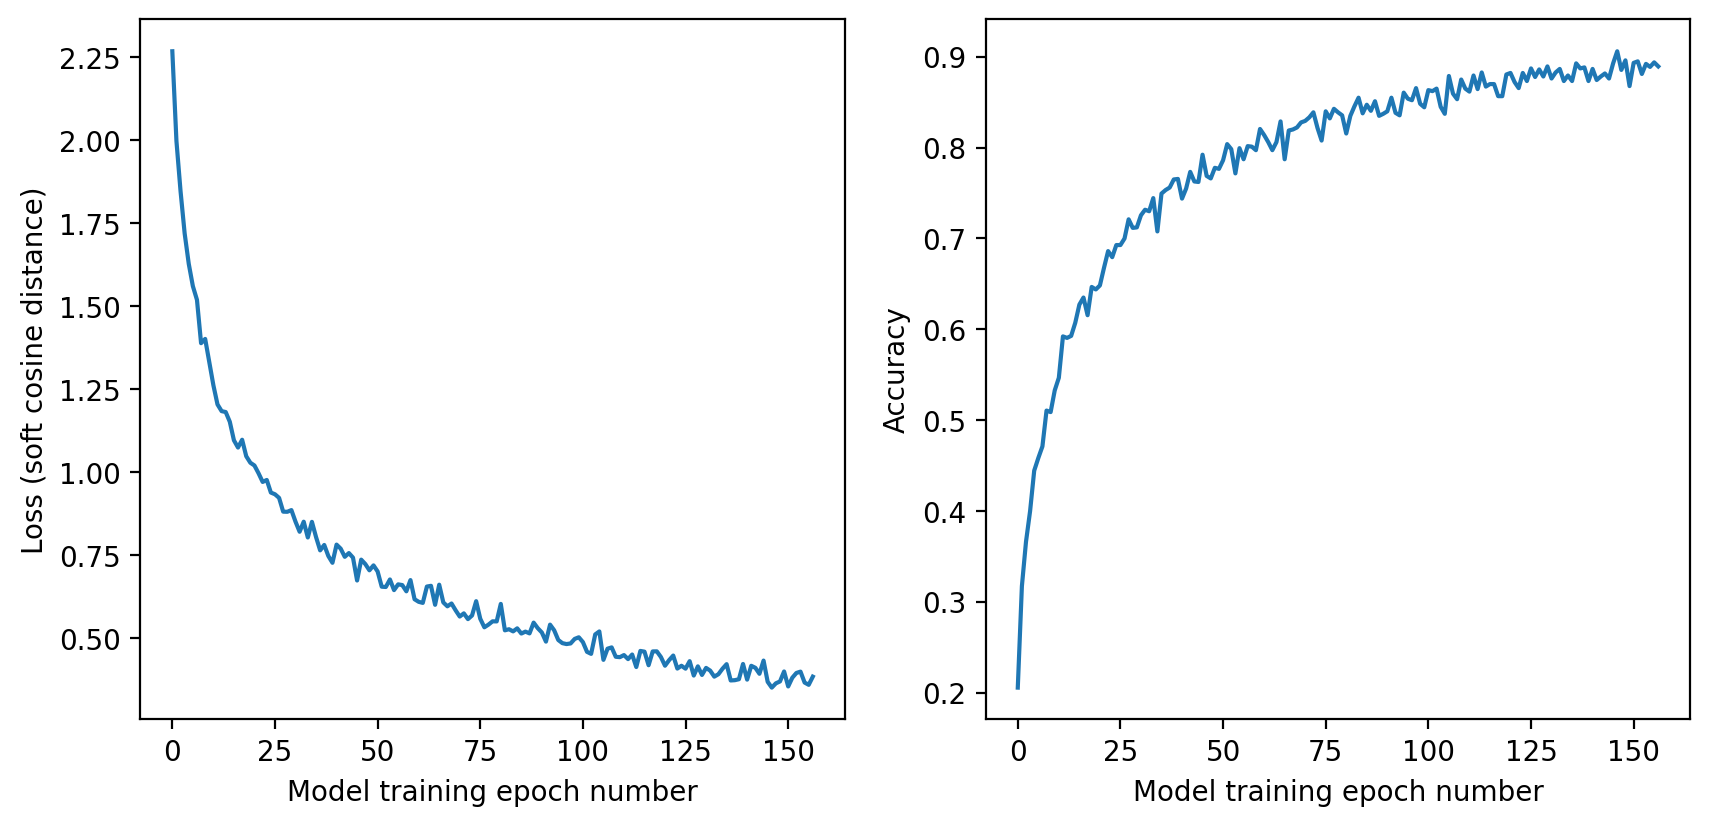 2.25
2.00
1.75
1.50
1.25
1.00
0.75
0.50
Loss (soft cosine distance)
0 25 50 75 100 125 150
Model training epoch number
0.9
0.8
0.7
0.6
0.5
0.4
0.3
0.2
Accuracy
0 25 50 75 100 125 150
Model training epoch number